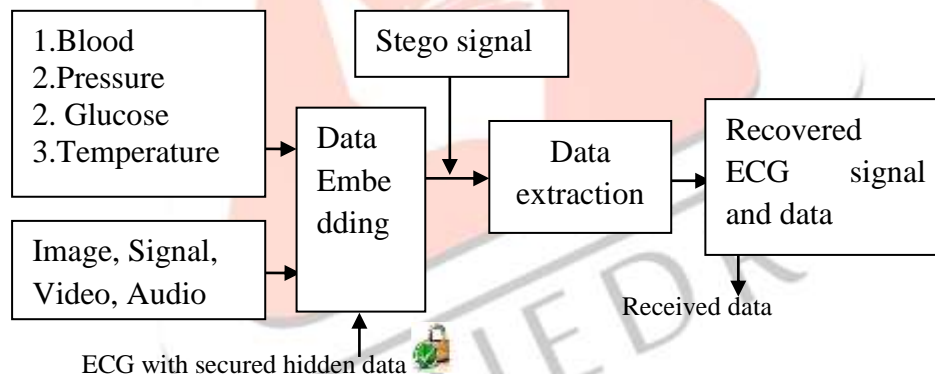 1.Blood
2.Pressure
2. Glucose
3.Temperature
Image, Signal,
Video, Audio
Data
Embe
dding
Stego signal
Data
extraction
Recovered
ECG signal
and data
Received data
ECG with secured hidden data